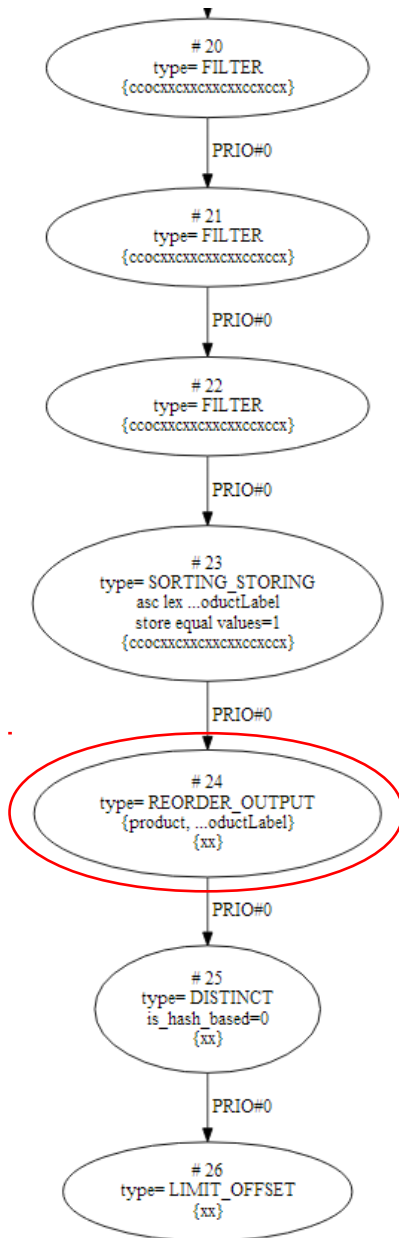 # 20
type= FILTER
{ccocxxcxxcxxcxxccxccx}
PRIO#0
# 21
type= FILTER
{ccocxxcxxcxxcxxccxccx}
PRIO#0
# 22
type= FILTER
{ccocxxcxxcxxcxxccxccx}
PRIO#0
# 23
type= SORTING_STORING
asc lex ...oductLabel
store equal values=1
{ccocxxcxxcxxcxxccxccx}
PRIO#0
# 24
type= REORDER_OUTPUT
{product, ...oductLabel}
{xx}
PRIO#0
# 25
type= DISTINCT
is_hash_based=0
{xx}
PRIO#0
# 26
type= LIMIT_OFFSET
{xx}